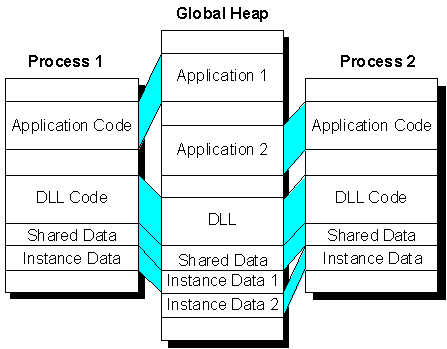 Global Heap
Process 1
Process 2
Application 1
Application Code
Application Code
Application 2
DLL Code
DLL Code
DLL
Shared Data
Shared Data
Shared Data
Instance Data
Instance Data
Instance Data 1
Instance Data 2